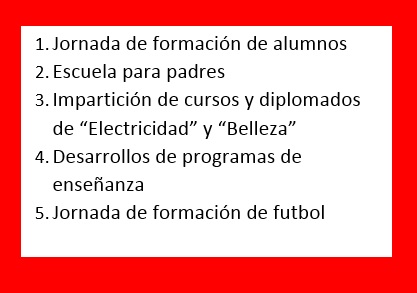 1. Jornada de formación de alumnos
2. Escuela para padres
3. Impartición de cursos y diplomados
de “Electricidad” y “Belleza”
4. Desarrollos de programas de
enseñanza
5. Jornada de formación de futbol